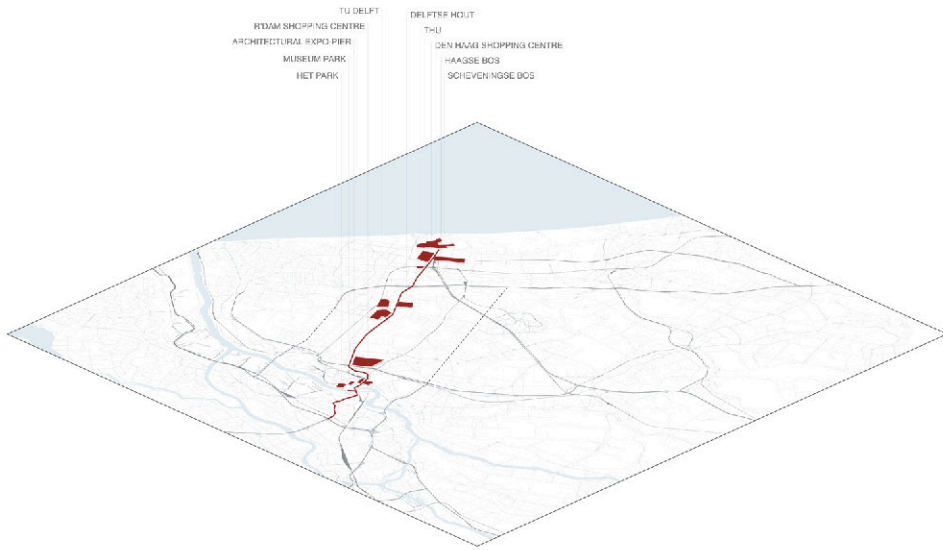 TU DELFT
R'DAM SHOPPING CENTRE
ARCHITECTURAL EXPO-PIER
MUSEUM PARK
HET PARK
DELFTSE HOUT
THU
DEN HAAG SHOPPING CENTRE
HAAGSE BOS
SCHEVENINGSE BOS